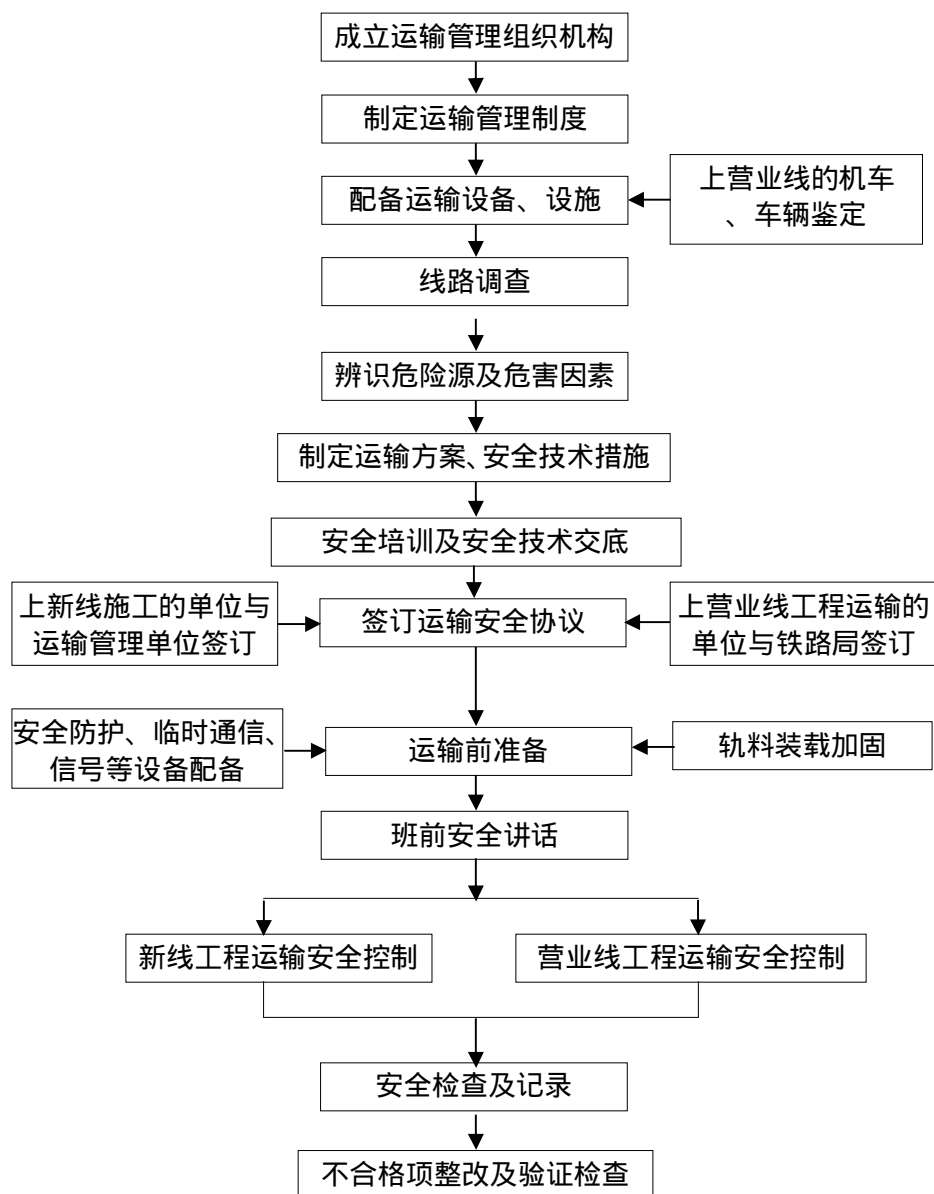 成立运输管理组织机构
制定运输管理制度
配备运输设备、设施
上营业线的机车
、车辆鉴定
线路调查
辨识危险源及危害因素
制定运输方案、安全技术措施
安全培训及安全技术交底
上新线施工的单位与
运输管理单位签订
签订运输安全协议
上营业线工程运输的
单位与铁路局签订
安全防护、临时通信、
信号等设备配备
运输前准备
轨料装载加固
班前安全讲话
新线工程运输安全控制
营业线工程运输安全控制
安全检查及记录
不合格项整改及验证检查